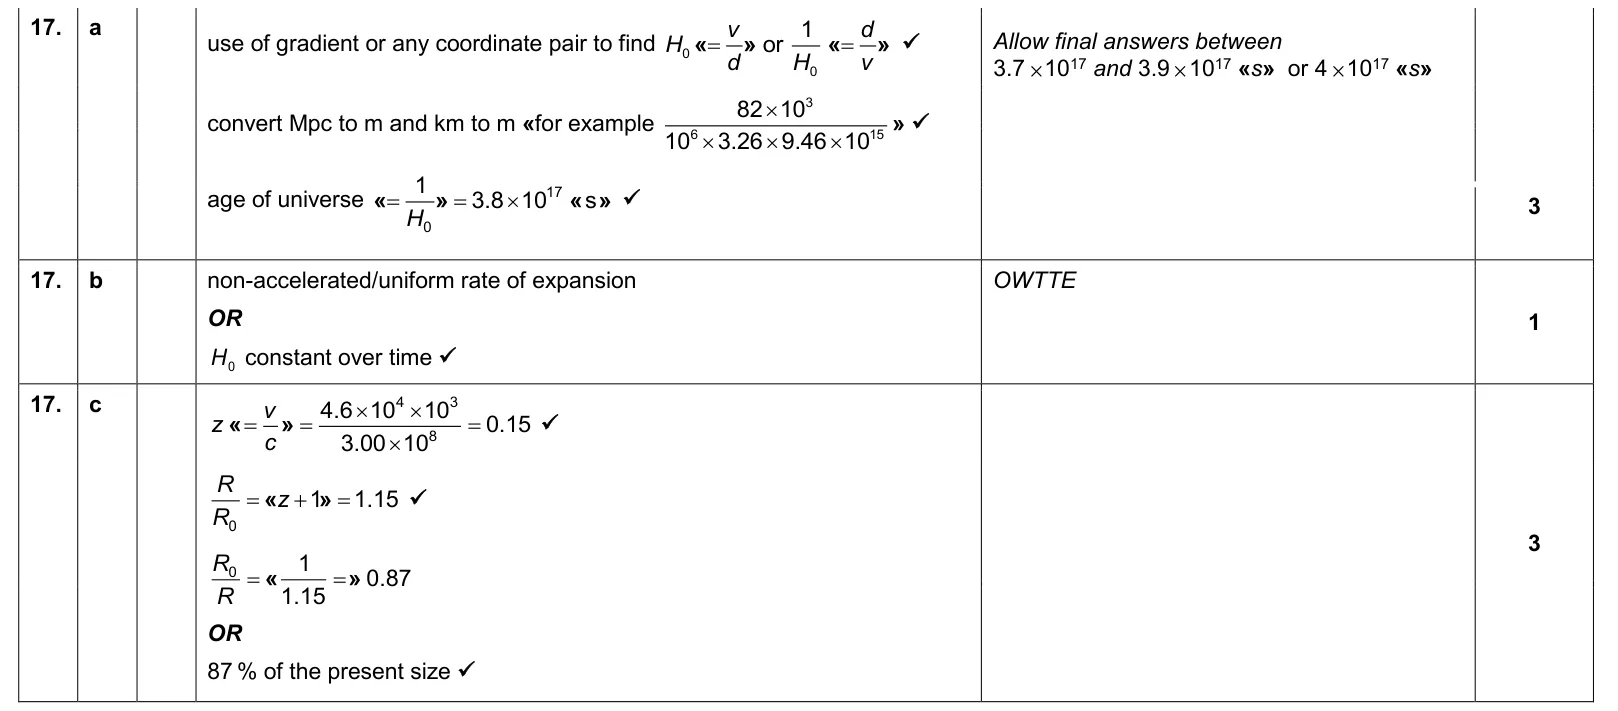 17. a use of gradient or any coordinate pair to find H₀ «= v/d» or 1/H₀ «= d/v» ✓ Allow final answers between
3.7 ×10¹⁷ and 3.9×10¹⁷ «s» or 4 ×10¹⁷ «s»
convert Mpc to m and km to m «for example (82×10³)/(10⁶×3.26×9.46×10¹⁵) » ✓
age of universe «= 1/H₀ » = 3.8×10¹⁷ «s» ✓ 3
17. b non-accelerated/uniform rate of expansion OWTTE
OR 1
H₀ constant over time ✓
17. c z «= v/c » = (4.6×10⁴ ×10³)/(3.00×10⁸) = 0.15 ✓
R/R₀ = «z + 1» = 1.15 ✓
3
R₀/R = « 1/1.15 =» 0.87
OR
87 % of the present size ✓